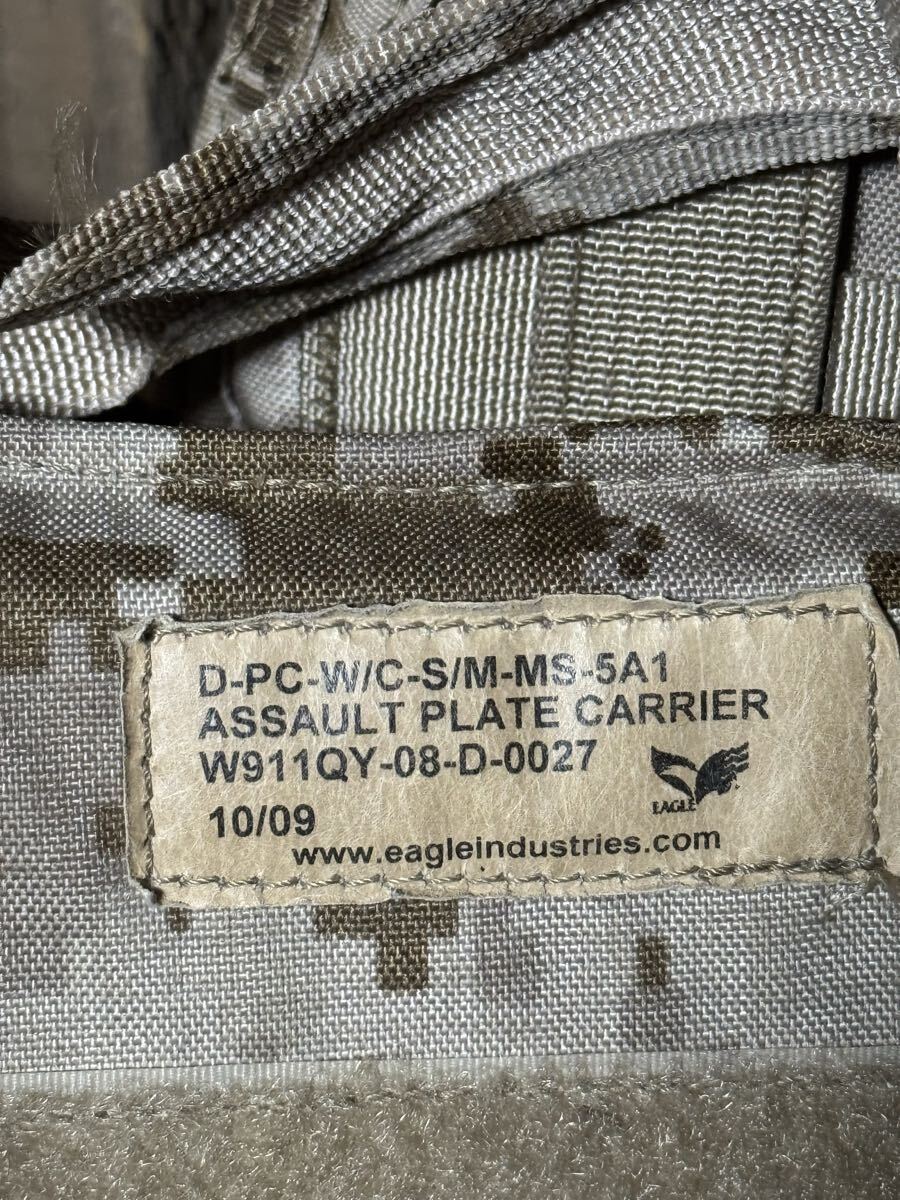 D-PC-W/C-S/M-MS-5A1
ASSAULT PLATE CARRIER
W911QY-08-D-0027
EAGLE
10/09
www.eagleindustries.com